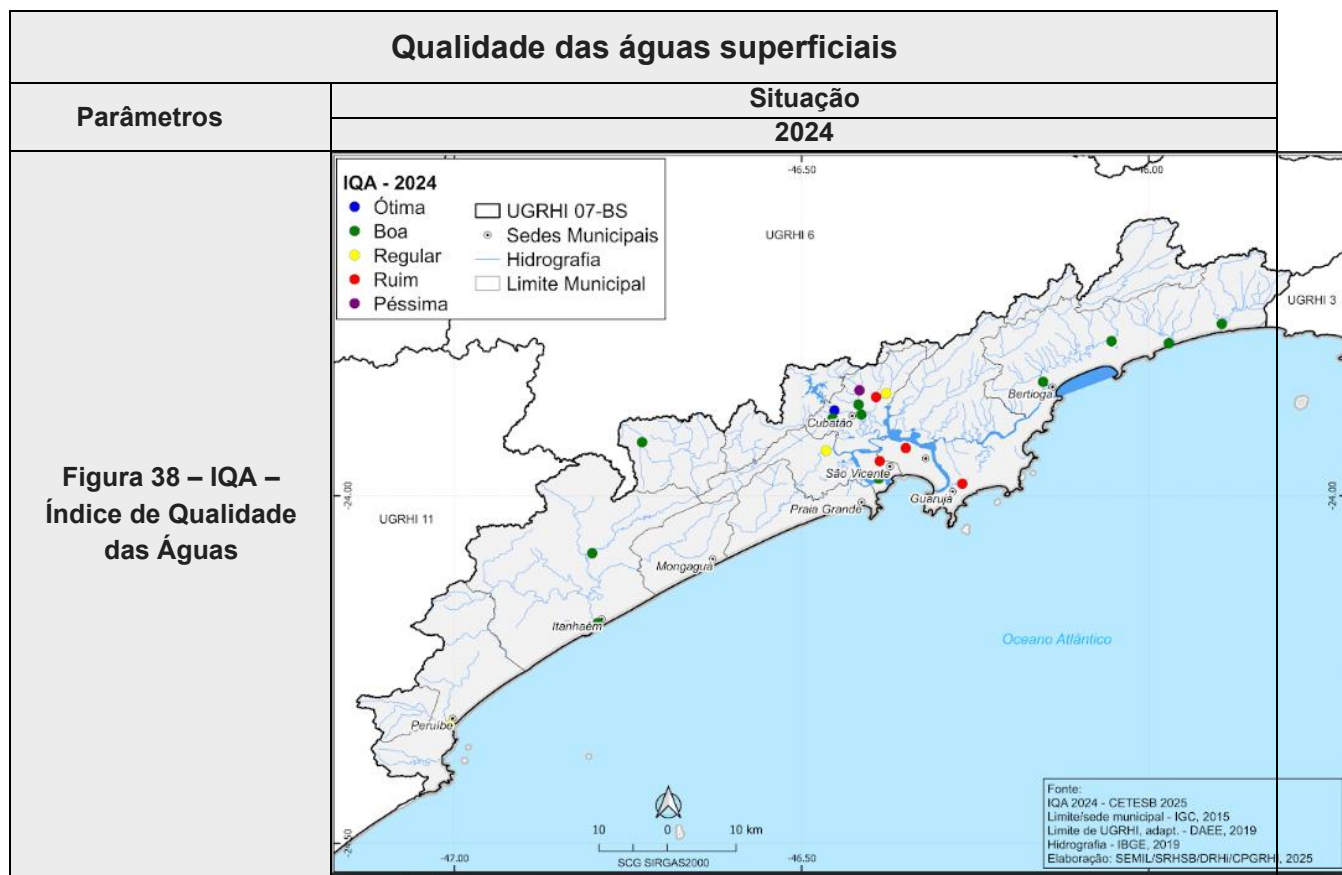 Qualidade das águas superficiais
Parâmetros
Situação
2024
Figura 38 – IQA –
Índice de Qualidade
das Águas
IQA - 2024
Ótima
Boa
Regular
Ruim
Péssima
UGRHI 07-BS
Sedes Municipais
Hidrografia
Limite Municipal
-46.50
-46.00
UGRHI 6
UGRHI 3
Bertioga
Cubatão
São Vicente
Guarujá
Praia Grande
-24.00
-24.00
UGRHI 11
Mongaguá
Itanhaém
Oceano Atlântico
Peruíbe
10 0 10 km
SCG SIRGAS2000
-47.00
-46.50
Fonte:
IQA 2024 - CETESB 2025
Limite/sede municipal - IGC, 2015
Limite de UGRHI, adapt. - DAEE, 2019
Hidrografia - IBGE, 2019
Elaboração: SEMIL/SRHSB/DRHi/CPGRHi, 2025